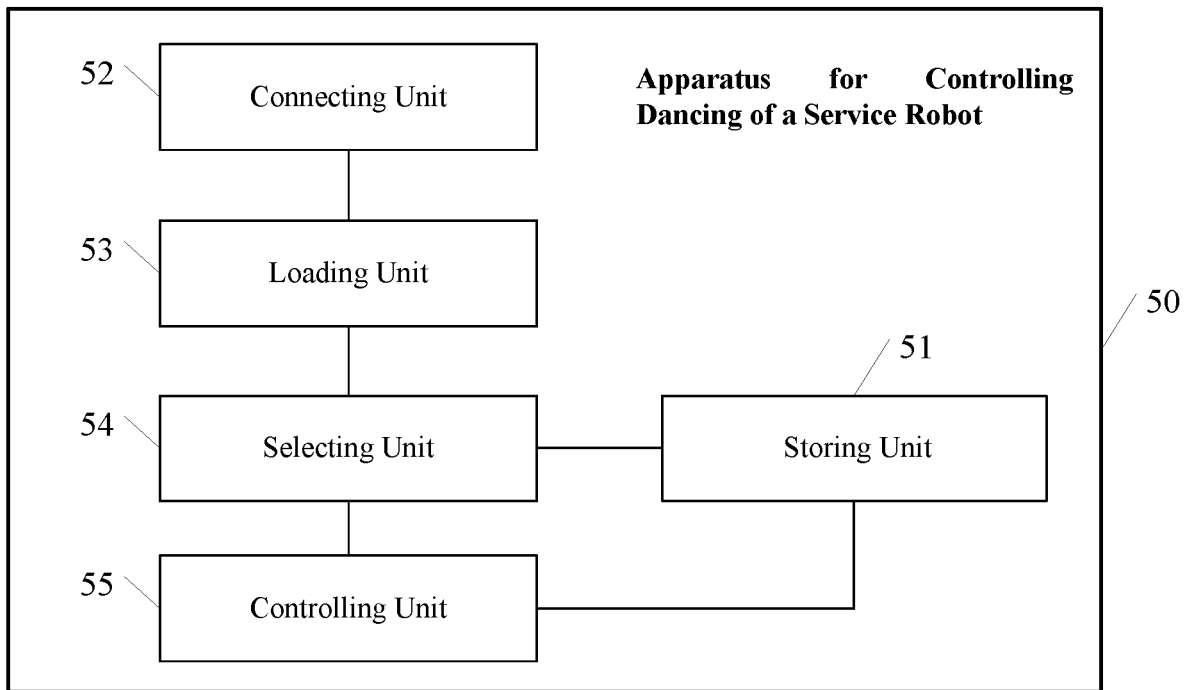 52
Connecting Unit
Apparatus for Controlling
Dancing of a Service Robot
53
Loading Unit
50
51
54
Selecting Unit
Storing Unit
55
Controlling Unit